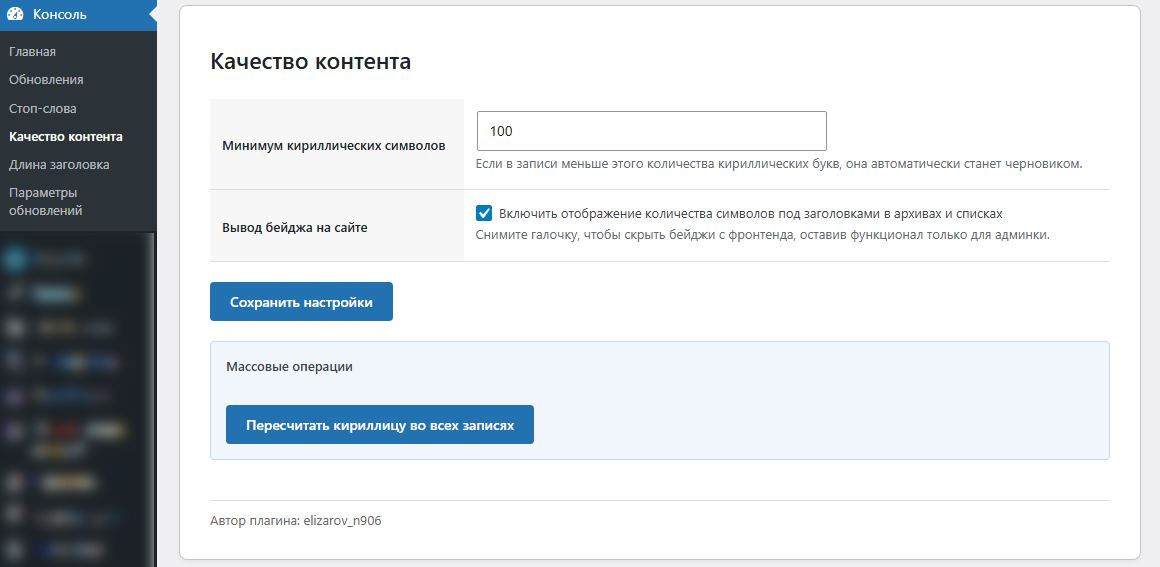 Консоль
Главная
Обновления
Стоп-слова
Качество контента
Длина заголовка
Параметры
обновлений
Качество контента
Минимум кириллических символов
100
Если в записи меньше этого количества кириллических букв, она автоматически станет черновиком.
Вывод бейджа на сайте
Включить отображение количества символов под заголовками в архивах и списках
Снимите галочку, чтобы скрыть бейджи с фронтенда, оставив функционал только для админки.
Сохранить настройки
Массовые операции
Пересчитать кириллицу во всех записях
Автор плагина: elizarov_n906